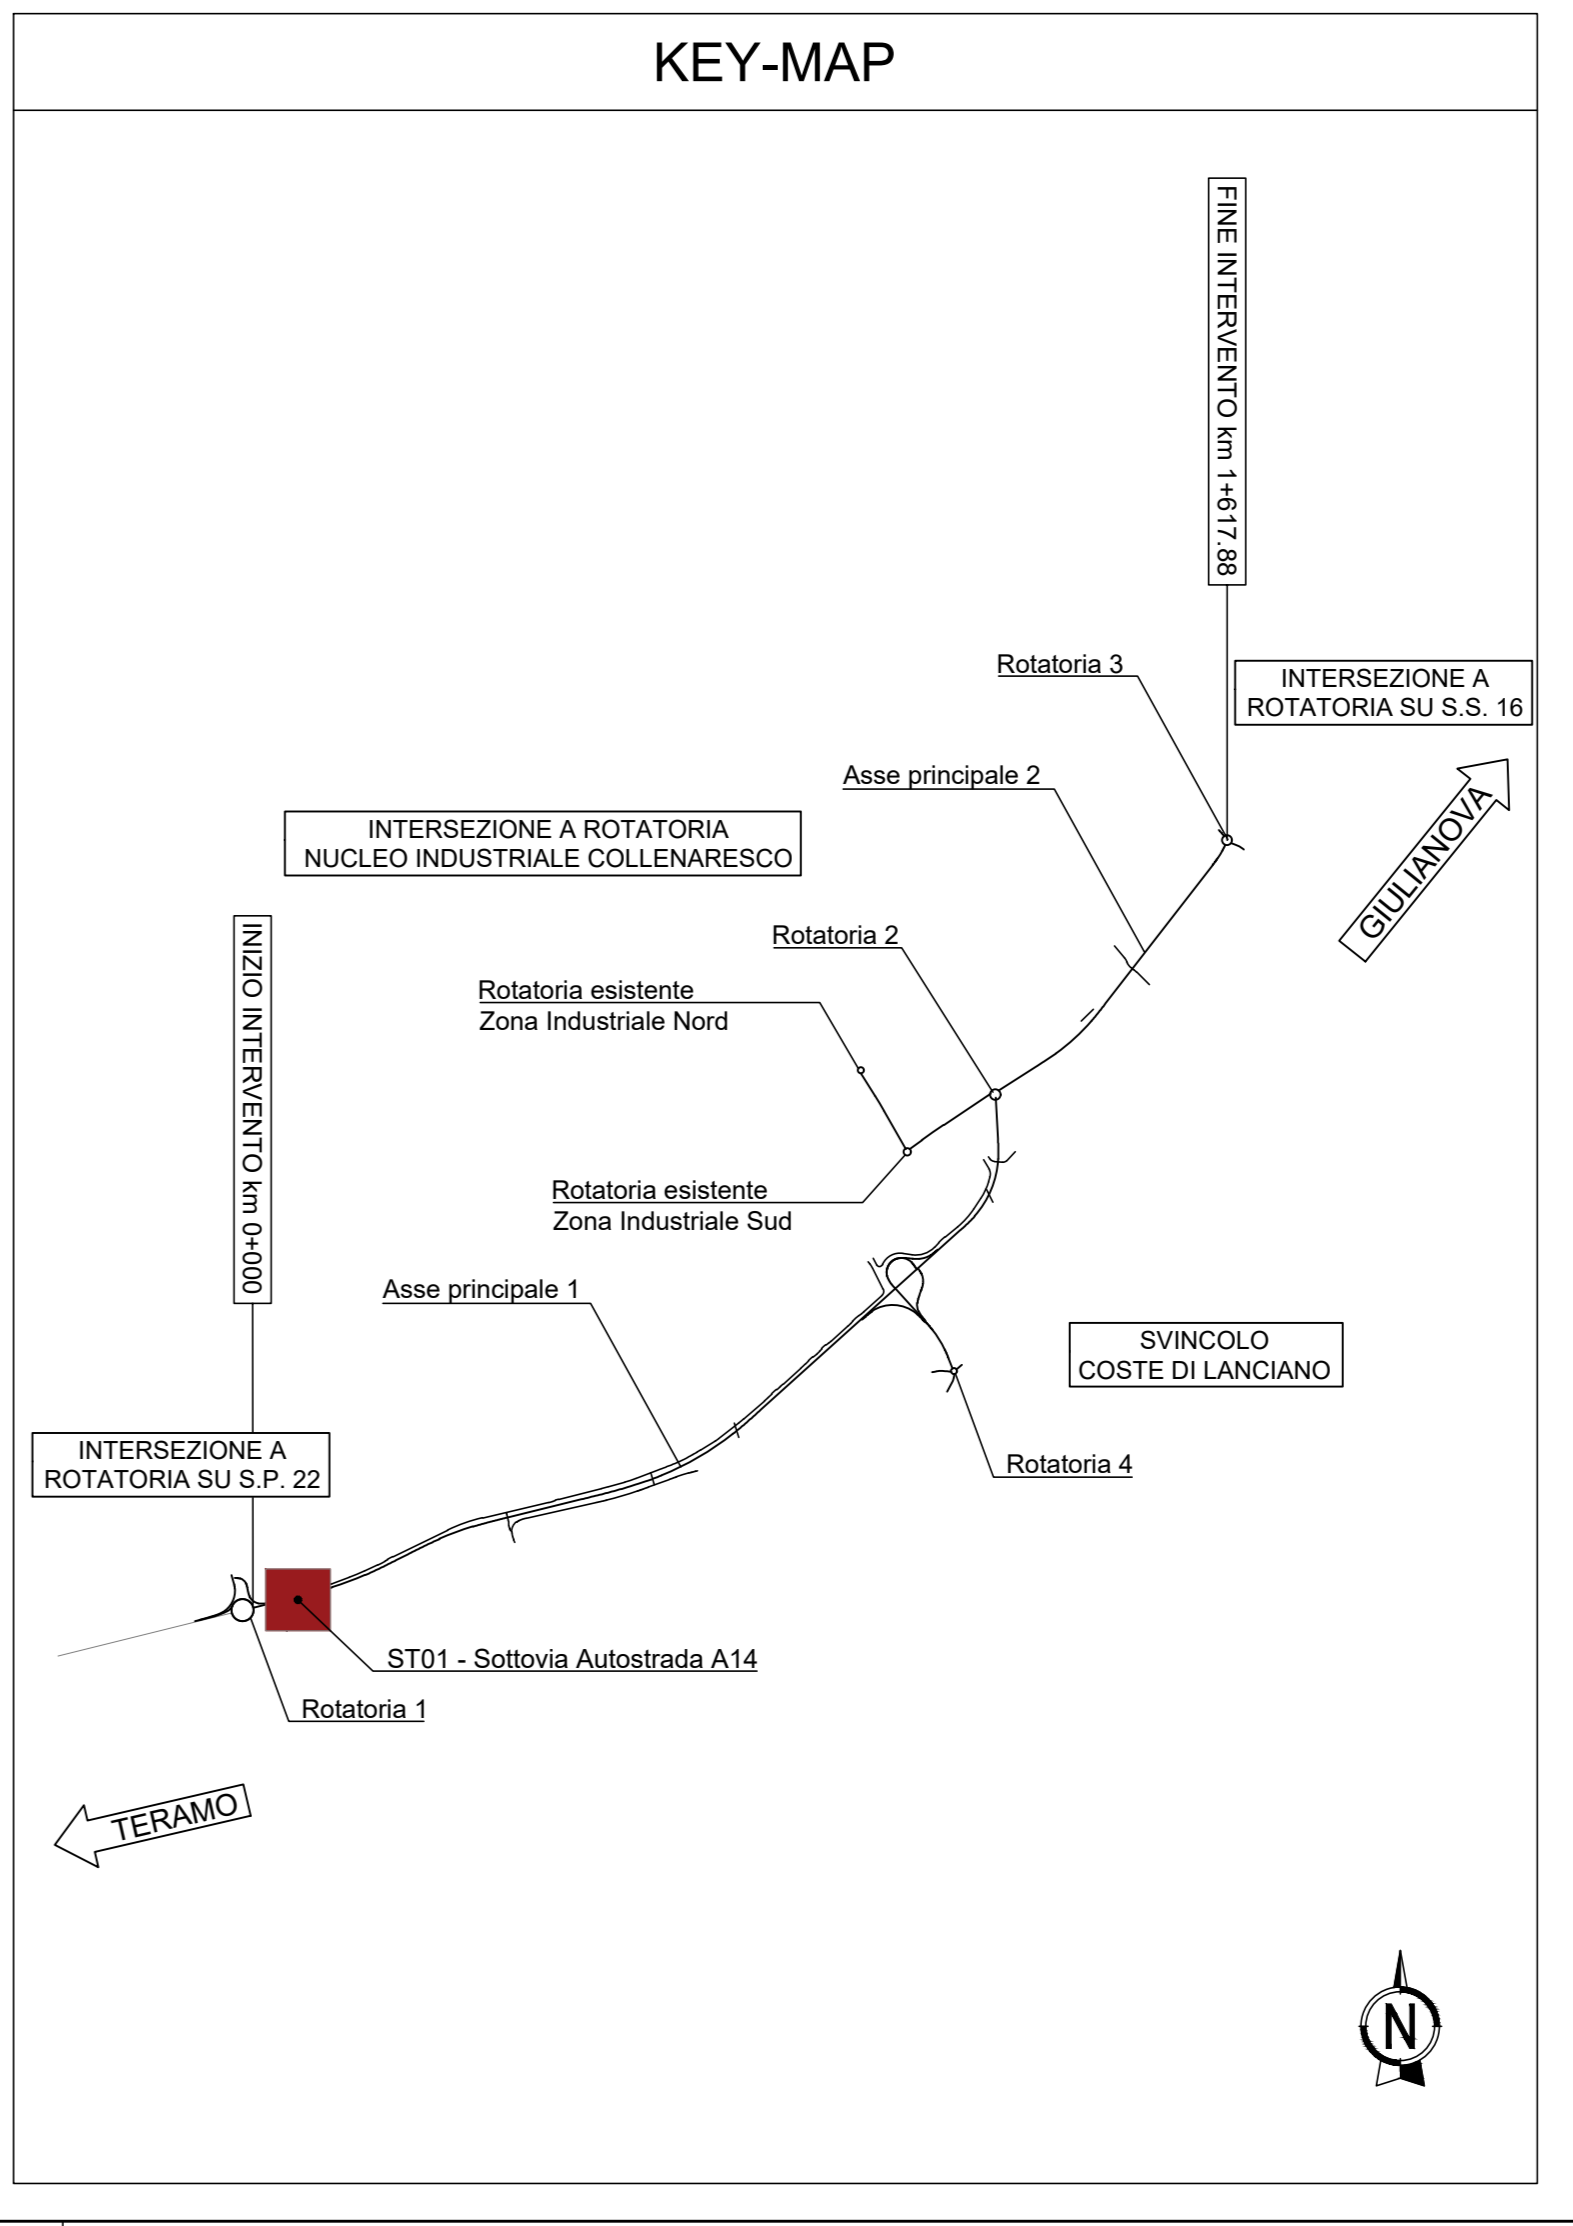 KEY-MAP
FINE INTERVENTO km 1+617.88
Rotatoria 3
INTERSEZIONE A
ROTATORIA SU S.S. 16
Asse principale 2
GIULIANOVA
INTERSEZIONE A ROTATORIA
NUCLEO INDUSTRIALE COLLENARESCO
INIZIO INTERVENTO km 0+000
Rotatoria 2
Rotatoria esistente
Zona Industriale Nord
Rotatoria esistente
Zona Industriale Sud
Asse principale 1
SVINCOLO
COSTE DI LANCIANO
INTERSEZIONE A
ROTATORIA SU S.P. 22
Rotatoria 4
ST01 - Sottovia Autostrada A14
Rotatoria 1
TERAMO
N